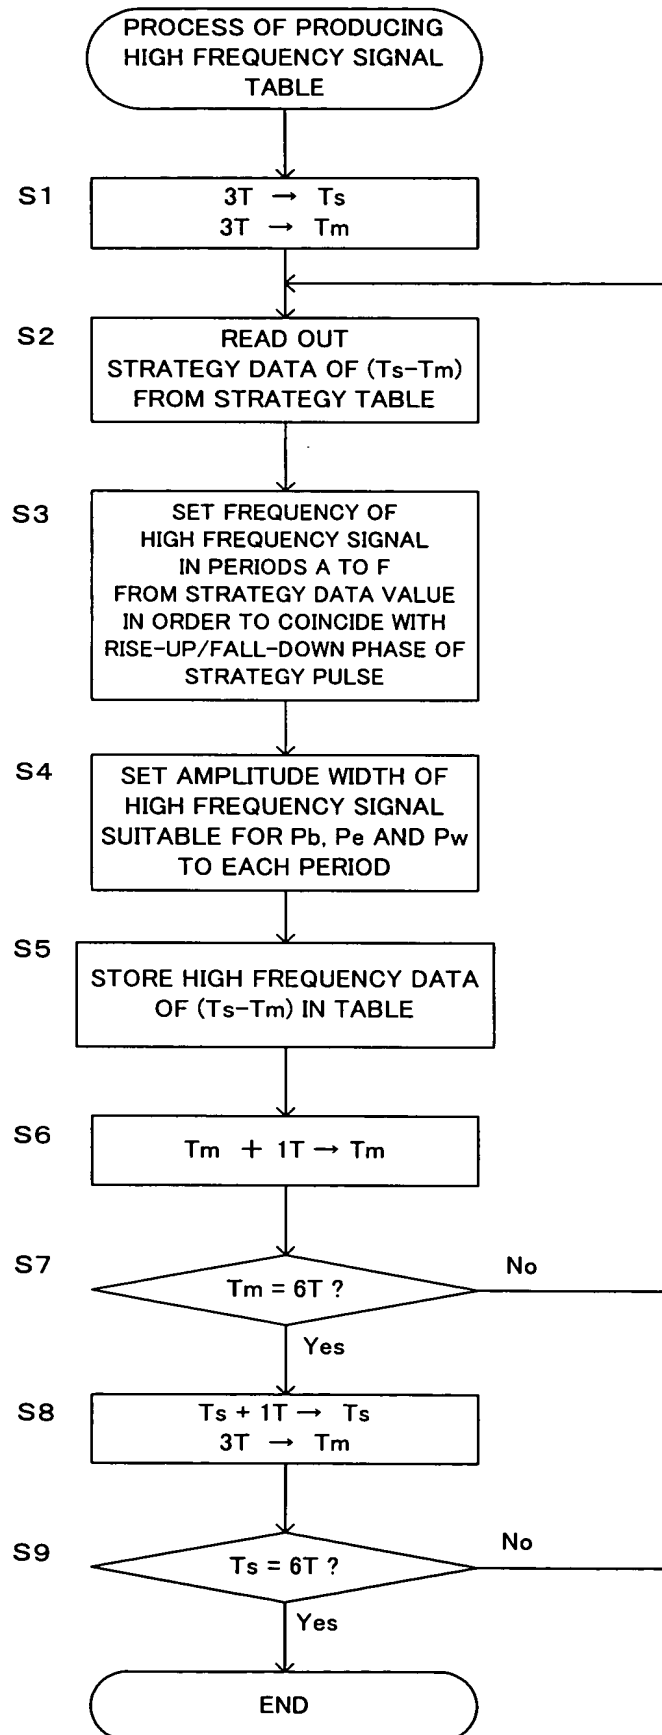 PROCESS OF PRODUCING
HIGH FREQUENCY SIGNAL
TABLE
S1
3T → Ts
3T → Tm
S2
READ OUT
STRATEGY DATA OF (Ts-Tm)
FROM STRATEGY TABLE
S3
SET FREQUENCY OF
HIGH FREQUENCY SIGNAL
IN PERIODS A TO F
FROM STRATEGY DATA VALUE
IN ORDER TO COINCIDE WITH
RISE-UP/FALL-DOWN PHASE OF
STRATEGY PULSE
S4
SET AMPLITUDE WIDTH OF
HIGH FREQUENCY SIGNAL
SUITABLE FOR Pb, Pe AND Pw
TO EACH PERIOD
S5
STORE HIGH FREQUENCY DATA
OF (Ts-Tm) IN TABLE
S6
Tm + 1T → Tm
S7
Tm = 6T ?
No
Yes
S8
Ts + 1T → Ts
3T → Tm
S9
Ts = 6T ?
No
Yes
END